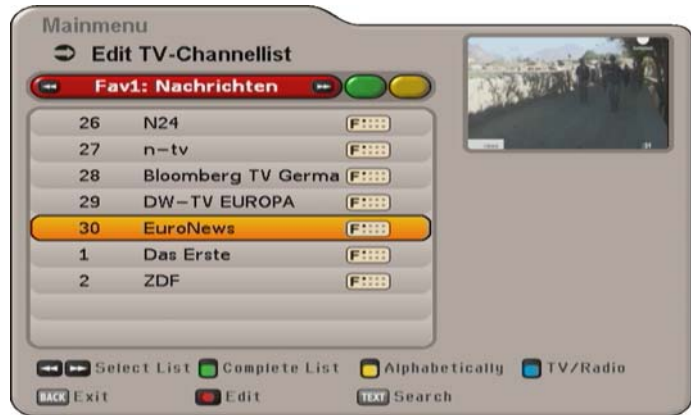 Mainmenu
Edit TV-Channellist
Fav1: Nachrichten
26 N24 F
27 n-tv F
28 Bloomberg TV Germa F
29 DW-TV EUROPA F
30 EuroNews F
1 Das Erste F
2 ZDF F
Select List Complete List Alphabetically TV/Radio
BACK Exit Edit TEXT Search